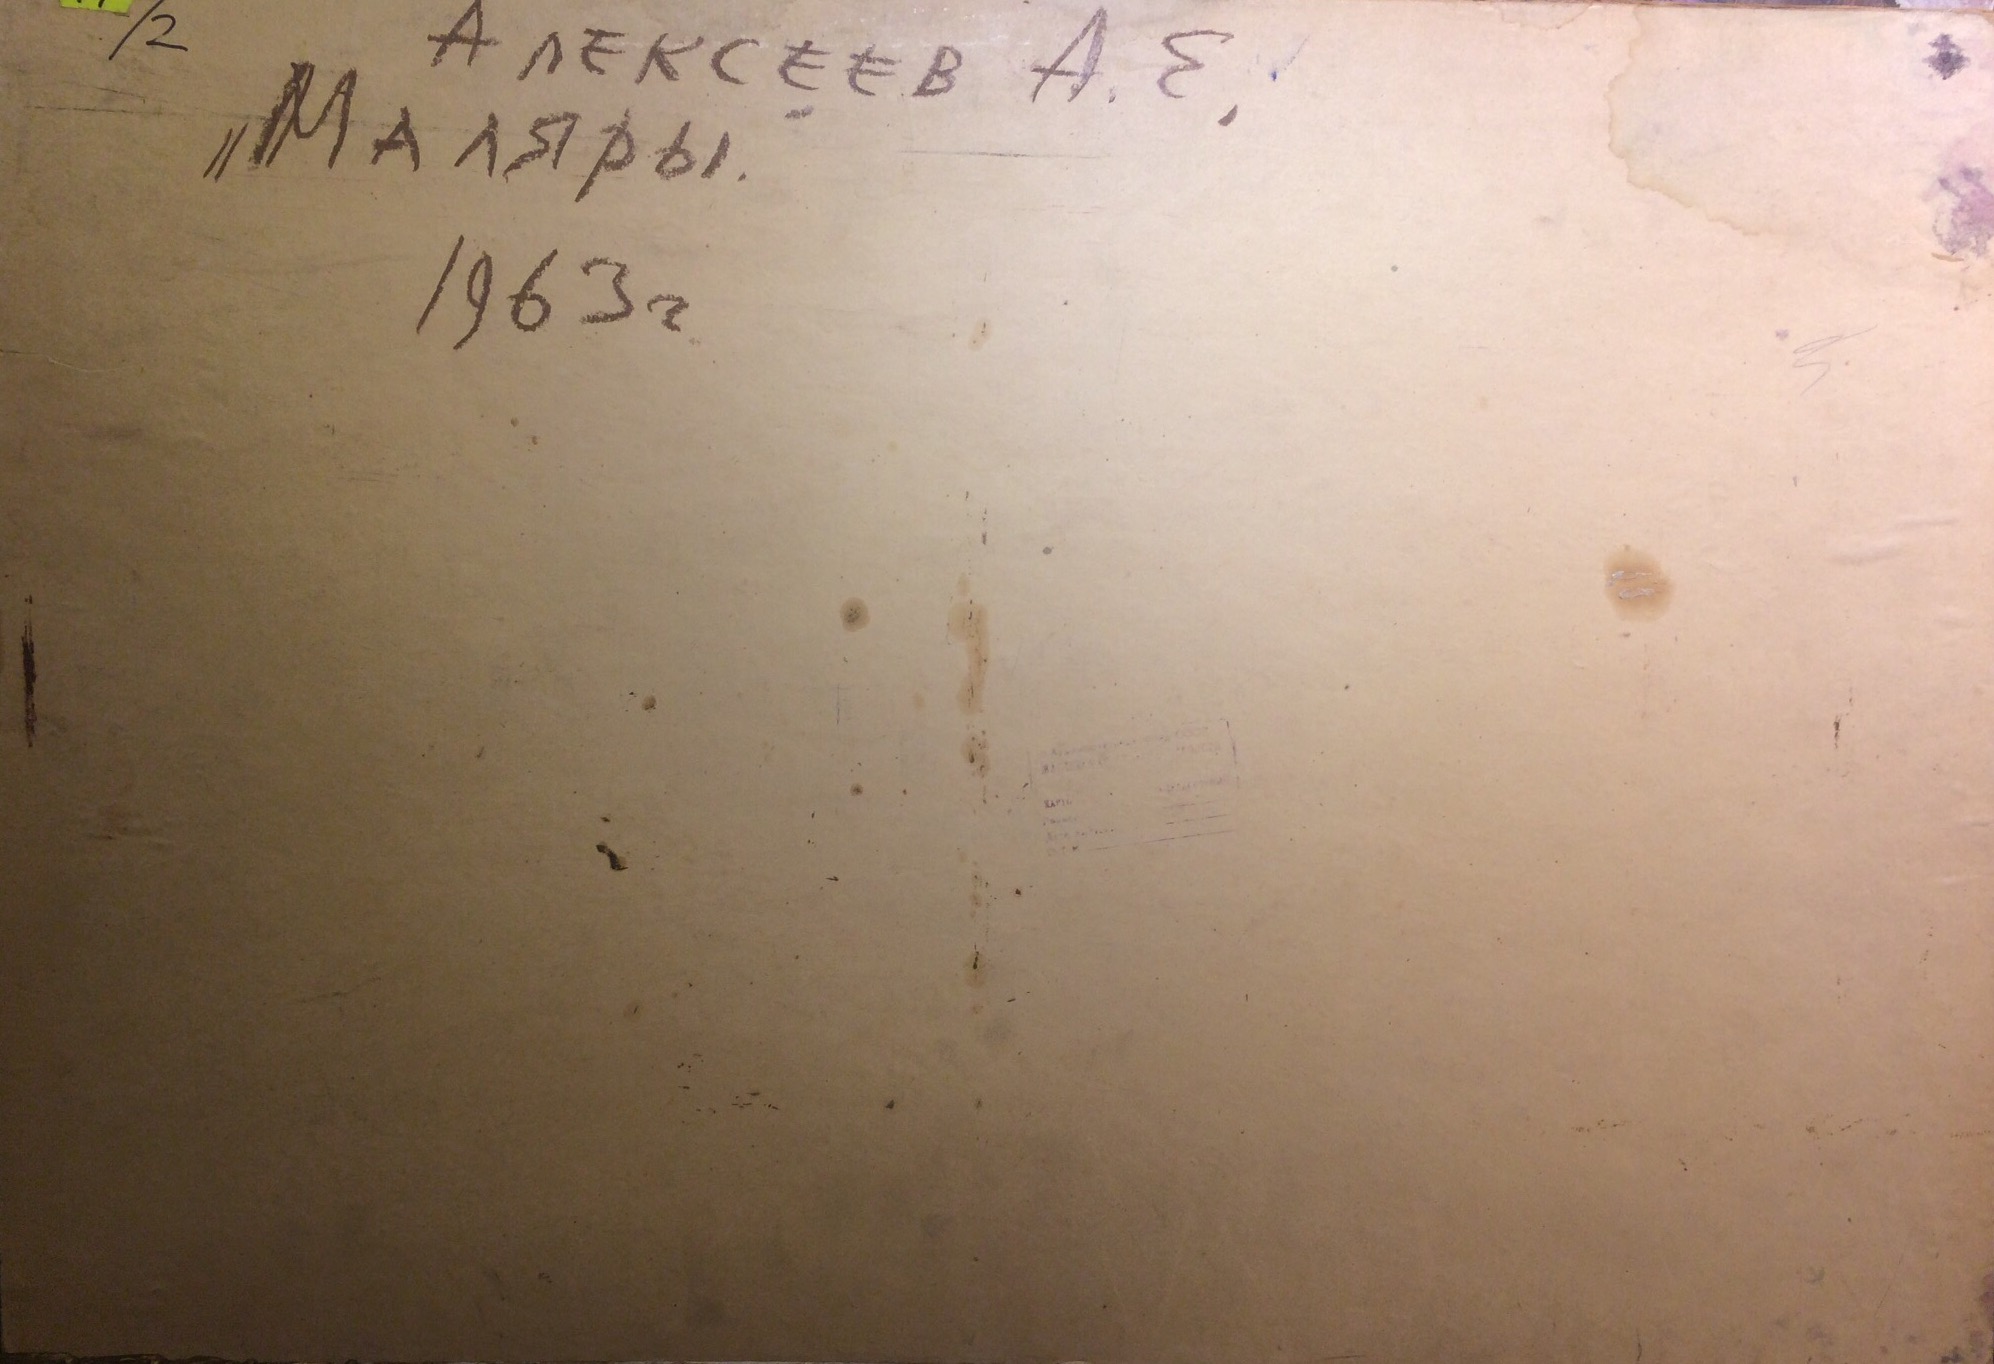 /2
Алексеев А.Е.
„Маляры.
1963г